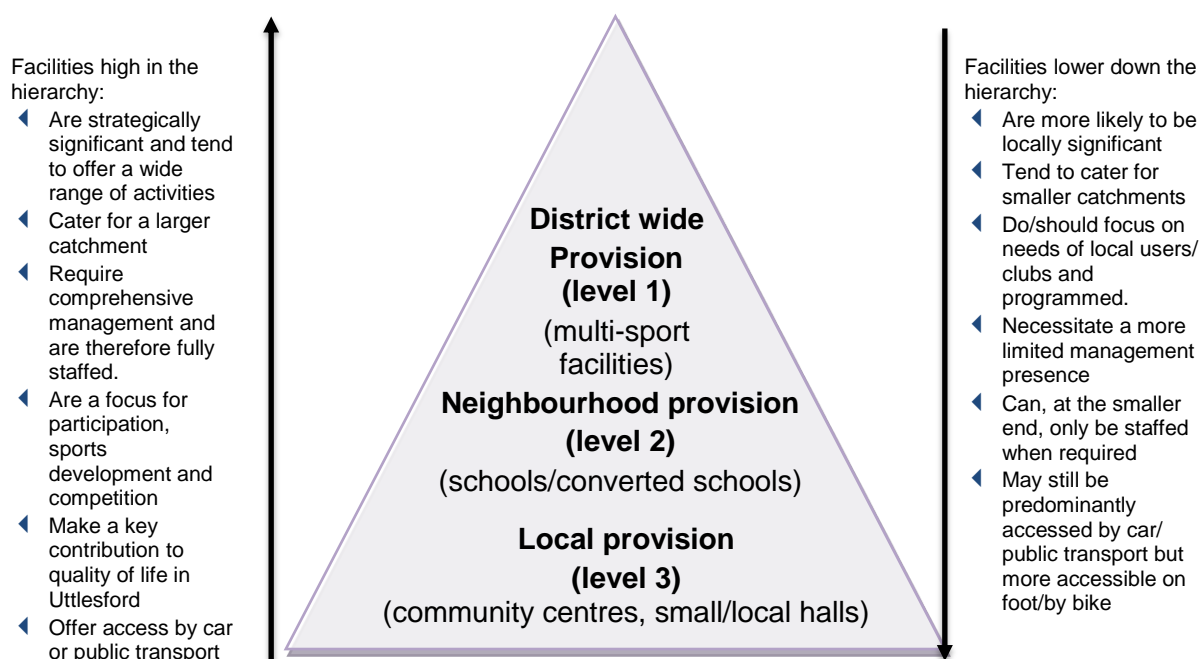 Facilities high in the
hierarchy:
Are strategically
significant and tend
to offer a wide
range of activities
Cater for a larger
catchment
Require
comprehensive
management and
are therefore fully
staffed.
Are a focus for
participation,
sports
development and
competition
Make a key
contribution to
quality of life in
Uttlesford
Offer access by car
or public transport
District wide
Provision
(level 1)
(multi-sport
facilities)
Neighbourhood provision
(level 2)
(schools/converted schools)
Local provision
(level 3)
(community centres, small/local halls)
Facilities lower down the
hierarchy:
Are more likely to be
locally significant
Tend to cater for
smaller catchments
Do/should focus on
needs of local users/
clubs and
programmed.
Necessitate a more
limited management
presence
Can, at the smaller
end, only be staffed
when required
May still be
predominantly
accessed by car/
public transport but
more accessible on
foot/by bike